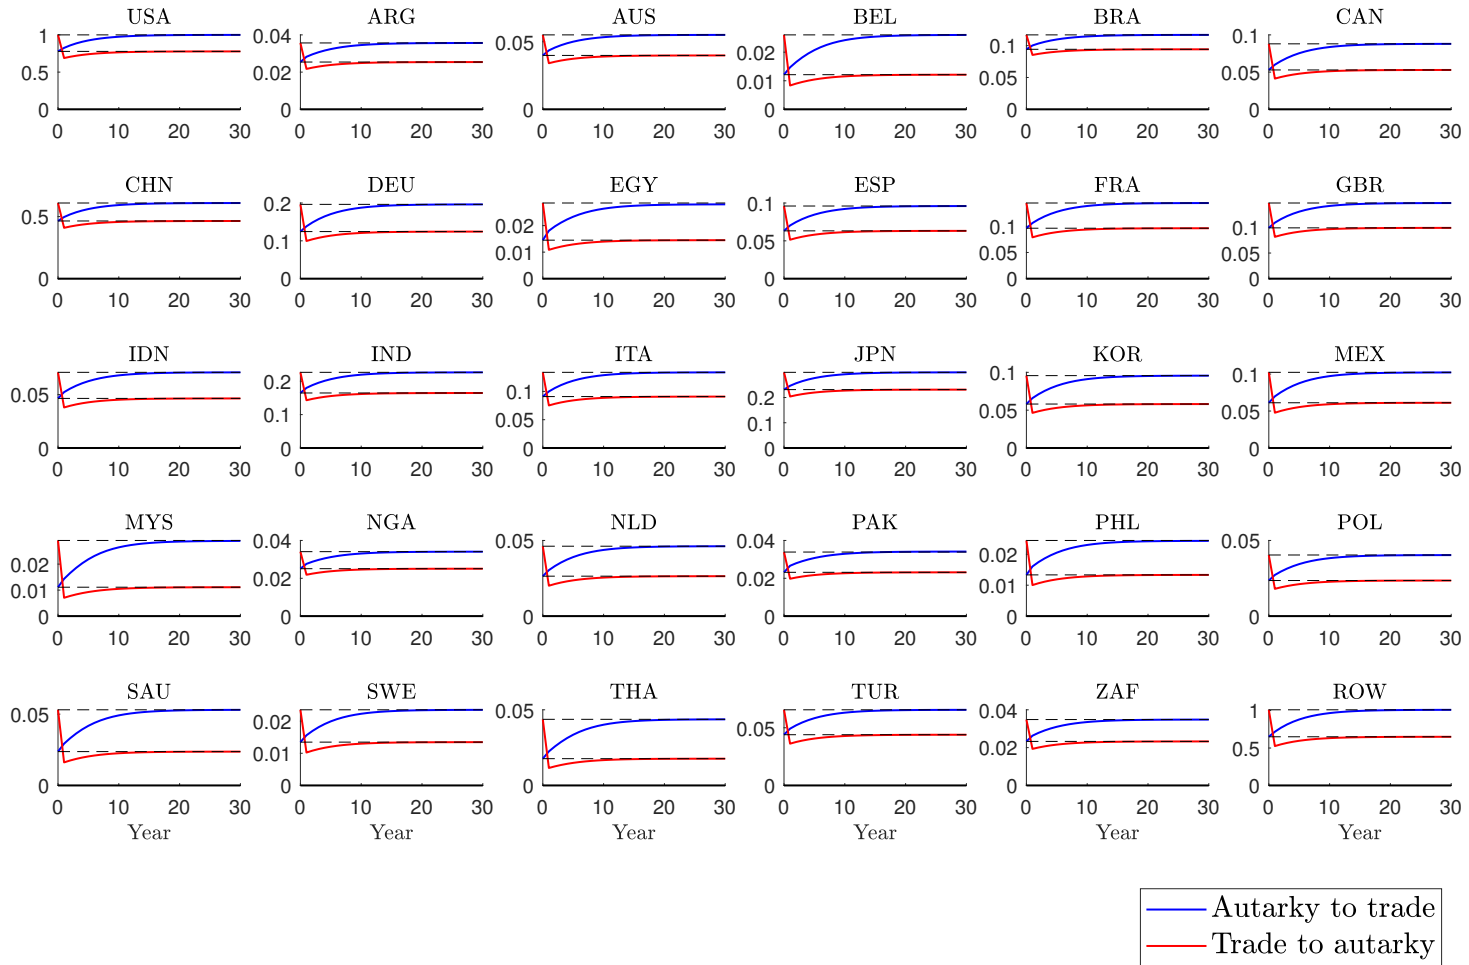 USA ARG AUS BEL BRA CAN
1 0.5 0 0.04 0.02 0 0.05 0 0.02 0.01 0 0.1 0.05 0 0.1 0.05 0
0 10 20 30 0 10 20 30 0 10 20 30 0 10 20 30 0 10 20 30 0 10 20 30
CHN DEU EGY ESP FRA GBR
0.5 0 0.2 0.1 0 0.02 0.01 0 0.1 0.05 0 0.1 0.05 0 0.1 0.05 0
0 10 20 30 0 10 20 30 0 10 20 30 0 10 20 30 0 10 20 30 0 10 20 30
IDN IND ITA JPN KOR MEX
0.05 0 0.2 0.1 0 0.1 0.05 0 0.2 0.1 0 0.1 0.05 0 0.1 0.05 0
0 10 20 30 0 10 20 30 0 10 20 30 0 10 20 30 0 10 20 30 0 10 20 30
MYS NGA NLD PAK PHL POL
0.02 0.01 0 0.04 0.02 0 0.05 0 0.04 0.02 0 0.02 0.01 0 0.05 0
0 10 20 30 0 10 20 30 0 10 20 30 0 10 20 30 0 10 20 30 0 10 20 30
SAU SWE THA TUR ZAF ROW
0.05 0 0.02 0.01 0 0.05 0 0.05 0 0.04 0.02 0 1 0.5 0
0 10 20 30 0 10 20 30 0 10 20 30 0 10 20 30 0 10 20 30 0 10 20 30
Year Year Year Year Year Year
Autarky to trade
Trade to autarky